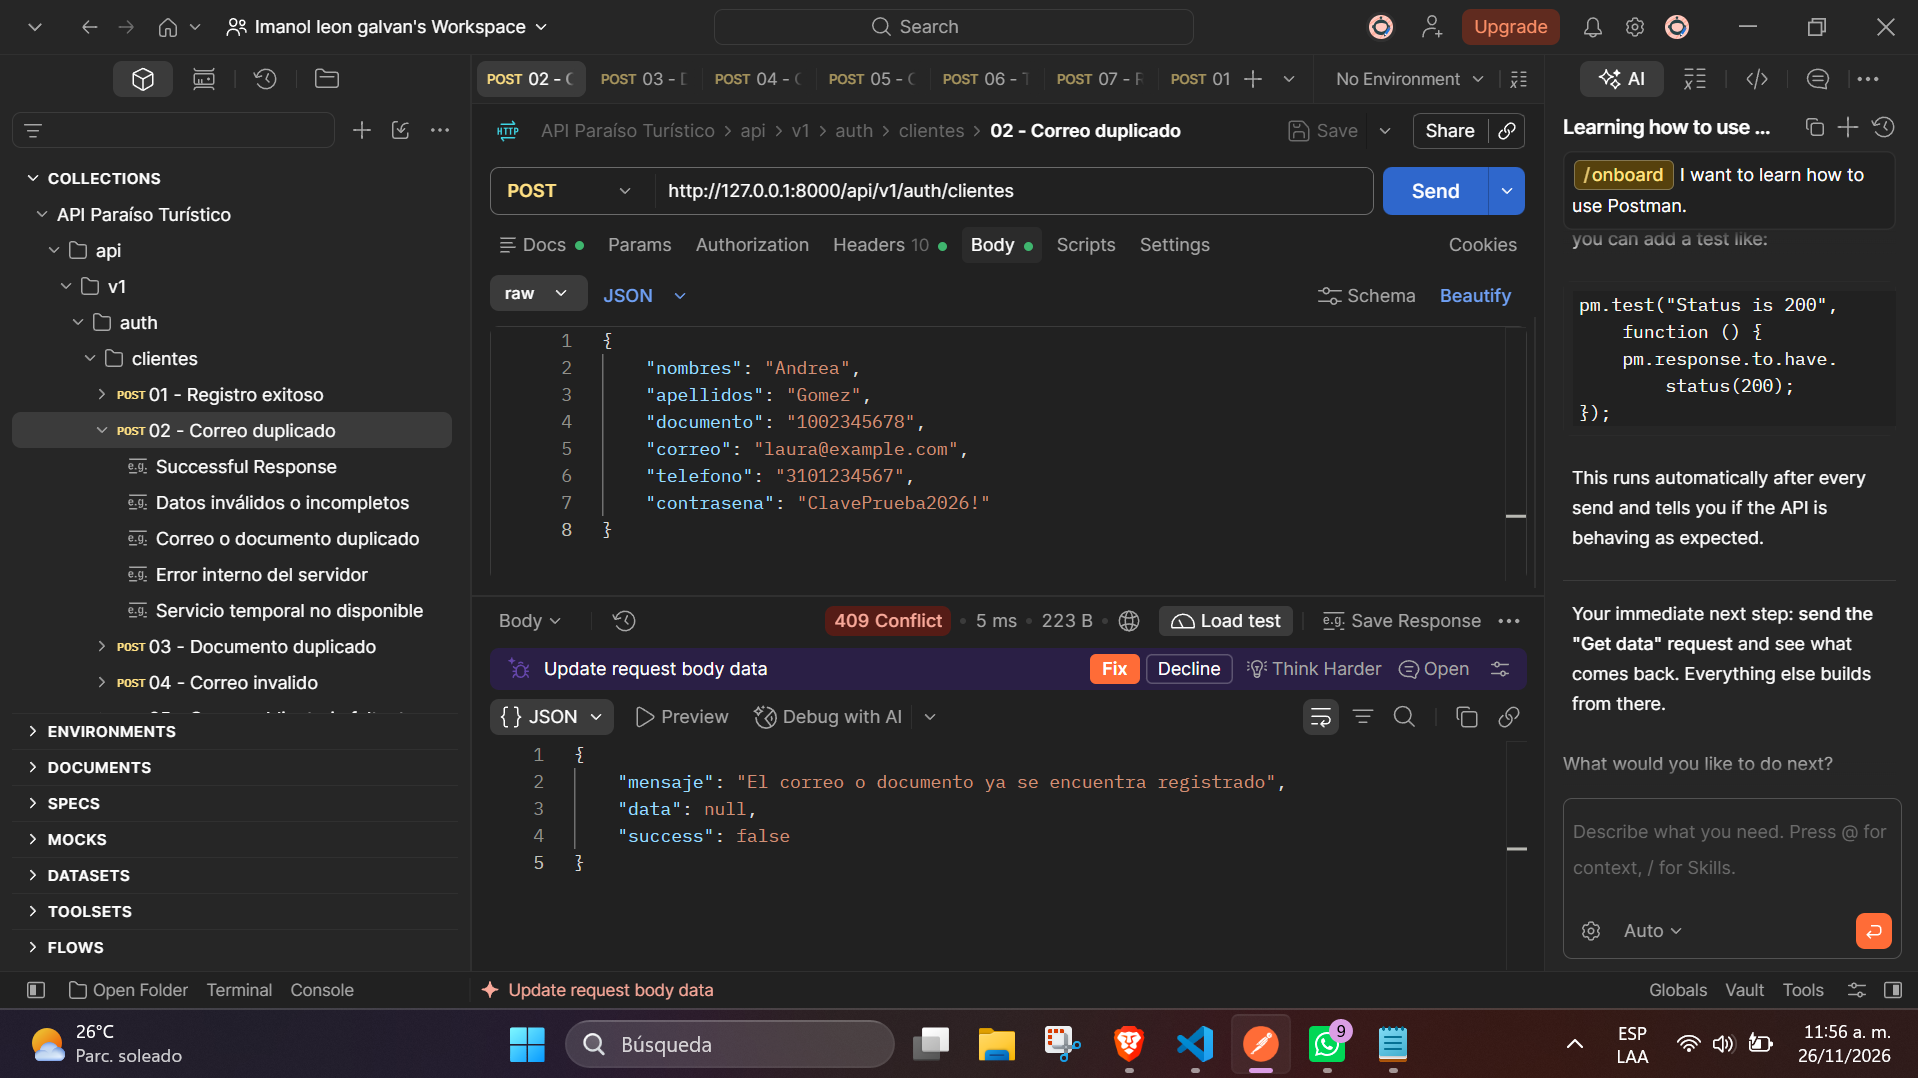 Imanol leon galvan's Workspace
Search
Upgrade
POST 02 - C
POST 03 - D
POST 04 - C
POST 05 - C
POST 06 - T
POST 07 - R
POST 01
No Environment
AI
COLLECTIONS
API Paraíso Turístico
api
v1
auth
clientes
POST 01 - Registro exitoso
POST 02 - Correo duplicado
e.g. Successful Response
e.g. Datos inválidos o incompletos
e.g. Correo o documento duplicado
e.g. Error interno del servidor
e.g. Servicio temporal no disponible
POST 03 - Documento duplicado
POST 04 - Correo invalido
ENVIRONMENTS
DOCUMENTS
SPECS
MOCKS
DATASETS
TOOLSETS
FLOWS
HTTP API Paraíso Turístico > api > v1 > auth > clientes > 02 - Correo duplicado
Save
Share
POST http://127.0.0.1:8000/api/v1/auth/clientes
Send
Docs Params Authorization Headers 10 Body Scripts Settings
Cookies
raw JSON
Schema Beautify
1 {
2 "nombres": "Andrea",
3 "apellidos": "Gomez",
4 "documento": "1002345678",
5 "correo": "laura@example.com",
6 "telefono": "3101234567",
7 "contrasena": "ClavePrueba2026!"
8 }
Body
409 Conflict • 5 ms • 223 B •
Load test
e.g. Save Response
Update request body data
Fix Decline Think Harder Open
{} JSON Preview Debug with AI
1 {
2 "mensaje": "El correo o documento ya se encuentra registrado",
3 "data": null,
4 "success": false
5 }
Learning how to use ...
/onboard I want to learn how to
use Postman.
you can add a test like:
pm.test("Status is 200",
function () {
pm.response.to.have.
status(200);
});
This runs automatically after every
send and tells you if the API is
behaving as expected.
Your immediate next step: send the
"Get data" request and see what
comes back. Everything else builds
from there.
What would you like to do next?
Describe what you need. Press @ for
context, / for Skills.
Auto
Open Folder Terminal Console
Update request body data
Globals Vault Tools
26°C
Parc. soleado
Búsqueda
9
ESP
LAA
11:56 a. m.
26/11/2026